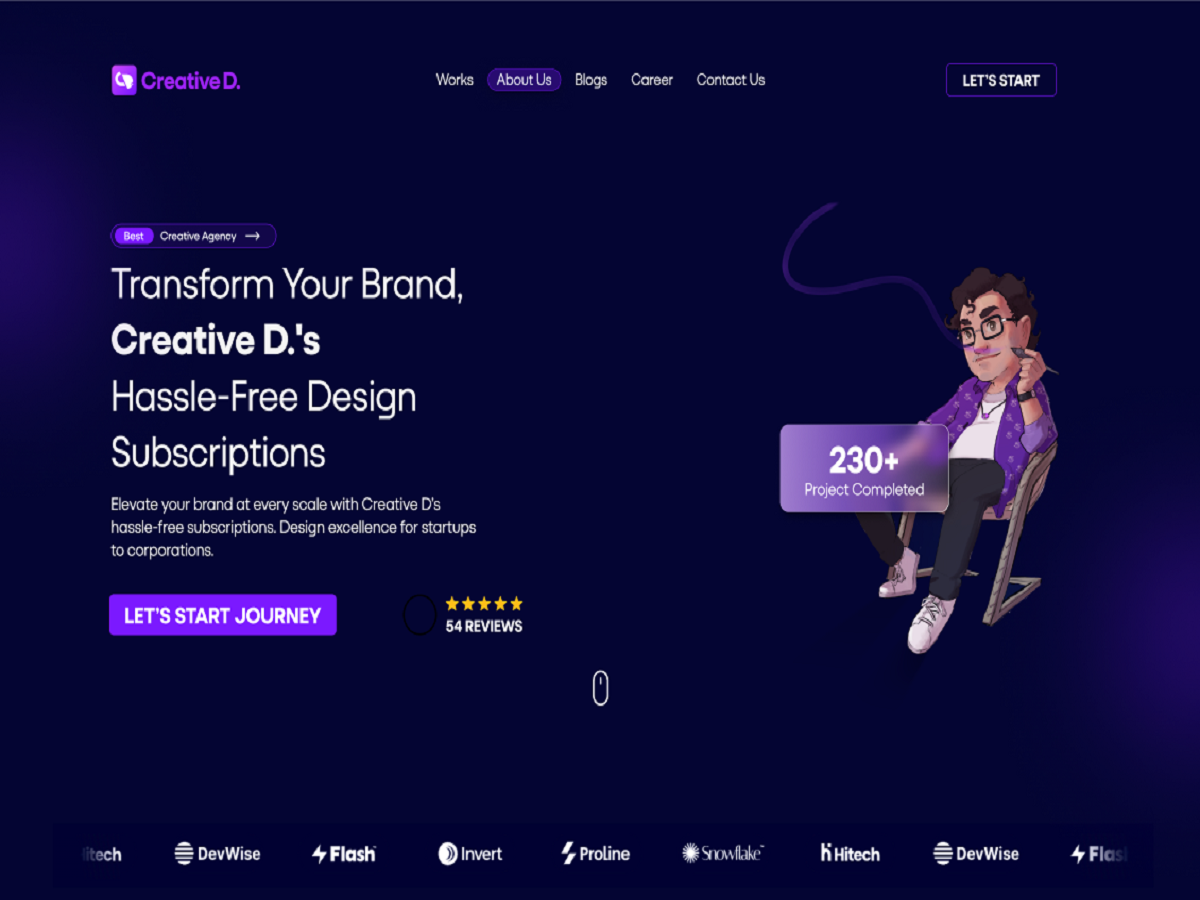 Creative D.
Works About Us Blogs Career Contact Us
LET'S START
Best Creative Agency →
Transform Your Brand,
Creative D.'s
Hassle-Free Design
Subscriptions
Elevate your brand at every scale with Creative D's
hassle-free subscriptions. Design excellence for startups
to corporations.
LET'S START JOURNEY
54 REVIEWS
230+
Project Completed
itech DevWise Flash Invert Proline Snowflake Hitech DevWise Flas